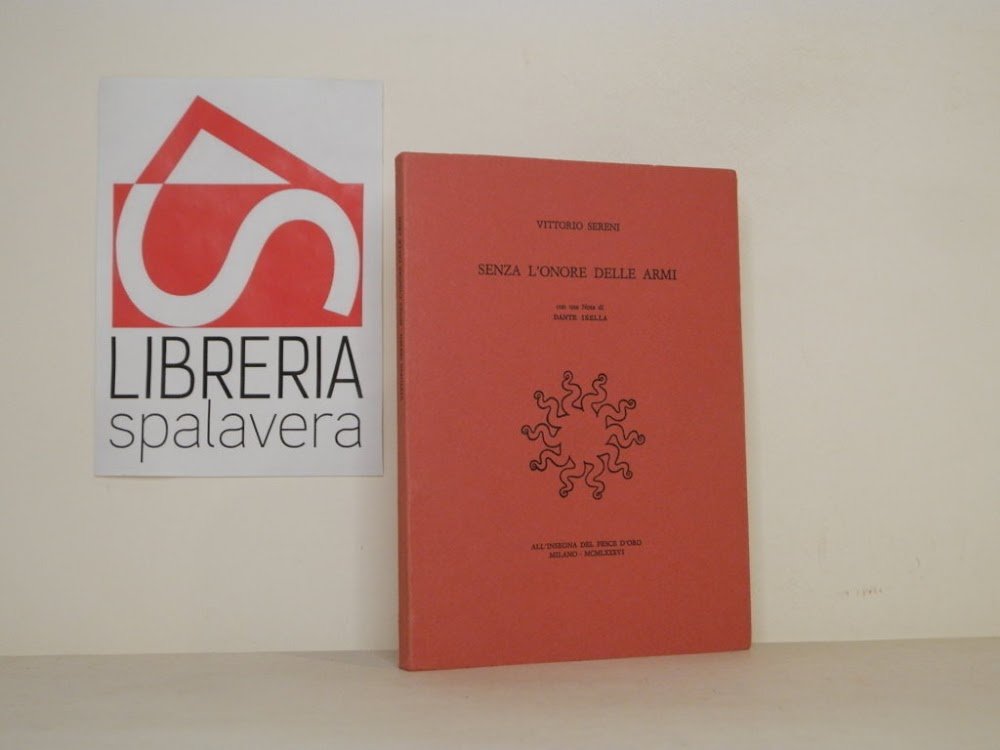 LIBRERIA
spalavera
VITTORIO SERENI
SENZA L'ONORE DELLE ARMI
con una Nota di
DANTE ISELLA
ALL'INSEGNA DEL PESCE D'ORO
MILANO - MCMLXXXVI